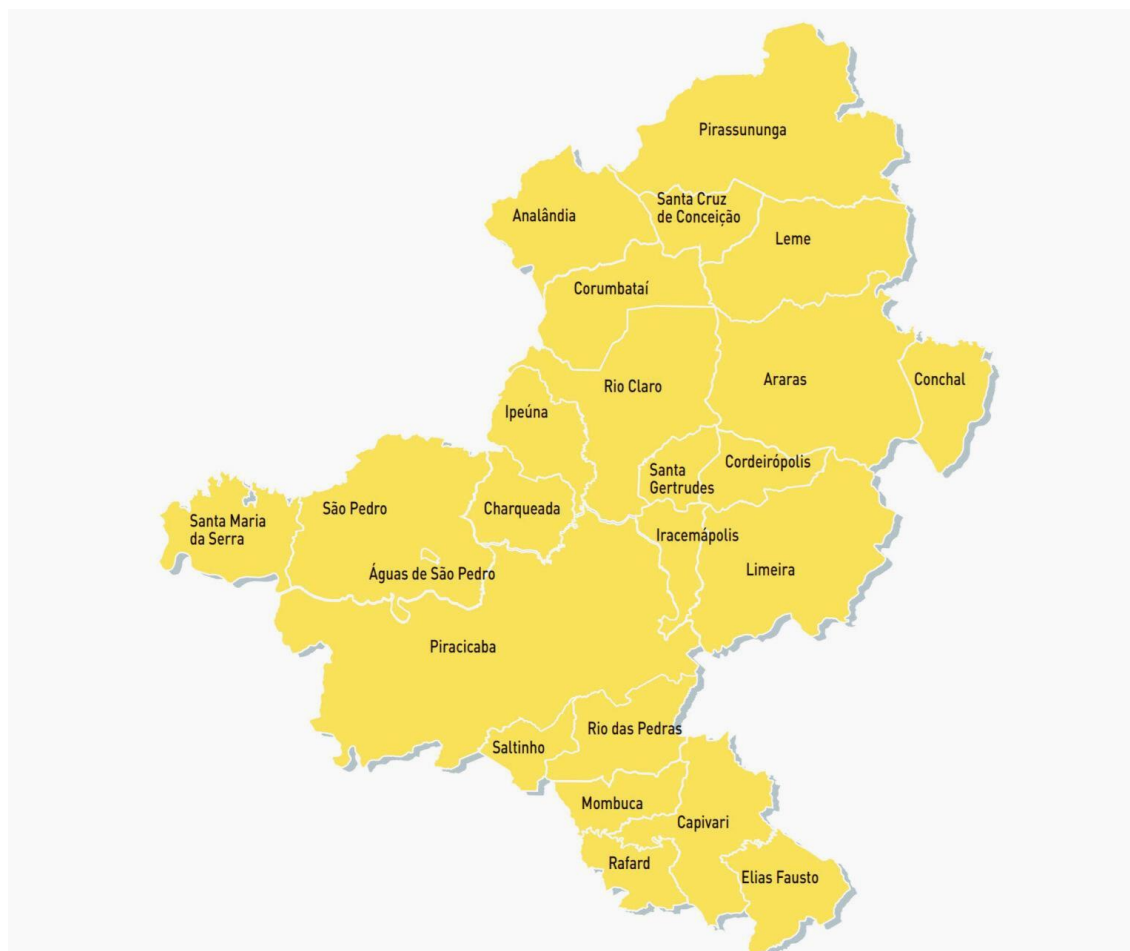 Pirassununga
Santa Cruz
de Conceição
Analândia
Leme
Corumbataí
Rio Claro
Araras
Conchal
Ipeúna
Cordeirópolis
Santa
Gertrudes
São Pedro
Charqueada
Santa Maria
da Serra
Iracemápolis
Limeira
Águas de São Pedro
Piracicaba
Rio das Pedras
Saltinho
Mombuca
Capivari
Rafard
Elias Fausto